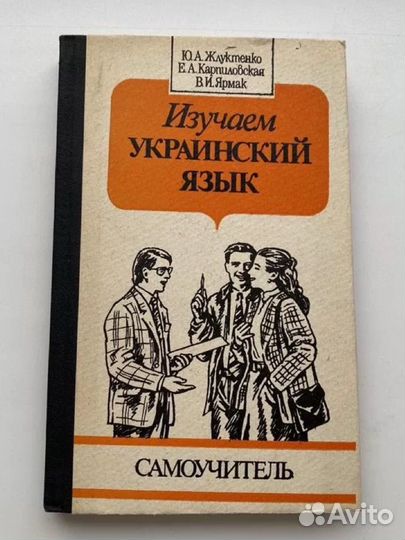 Ю.А.Жлуктенко
Е.А.Карпиловская
В.И.Ярмак
Изучаем
УКРАИНСКИЙ
ЯЗЫК
САМОУЧИТЕЛЬ
Avito